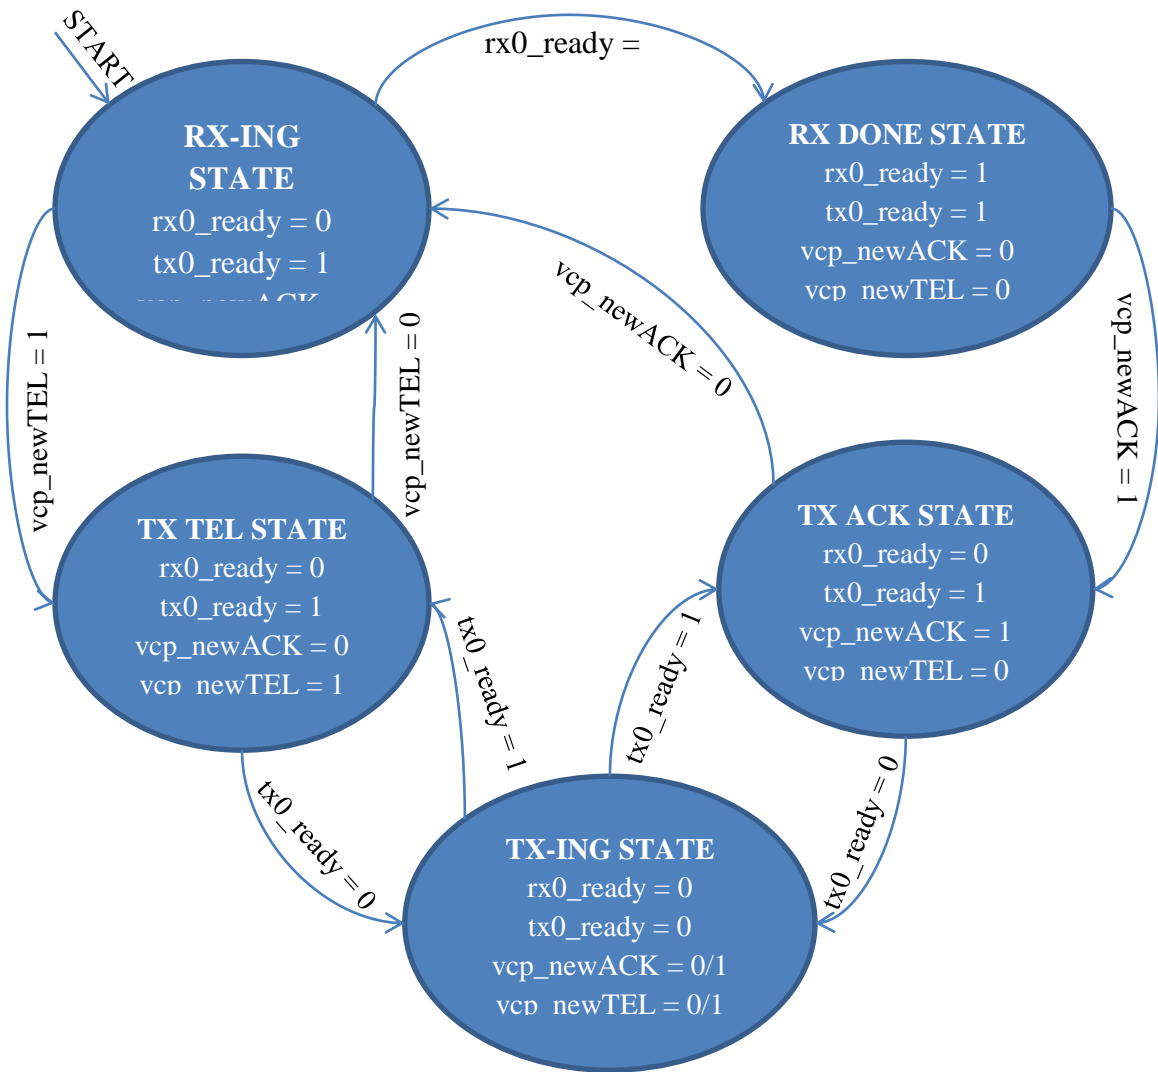 START
rx0_ready =
RX-ING
STATE
rx0_ready = 0
tx0_ready = 1
RX DONE STATE
rx0_ready = 1
tx0_ready = 1
vcp_newACK = 0
vcp_newTEL = 0
vcp_newTEL = 1
vcp_newTEL = 0
vcp_newACK = 0
vcp_newACK = 1
TX TEL STATE
rx0_ready = 0
tx0_ready = 1
vcp_newACK = 0
vcp_newTEL = 1
TX ACK STATE
rx0_ready = 0
tx0_ready = 1
vcp_newACK = 1
vcp_newTEL = 0
tx0_ready = 1
tx0_ready = 1
tx0_ready = 0
tx0_ready = 0
TX-ING STATE
rx0_ready = 0
tx0_ready = 0
vcp_newACK = 0/1
vcp_newTEL = 0/1